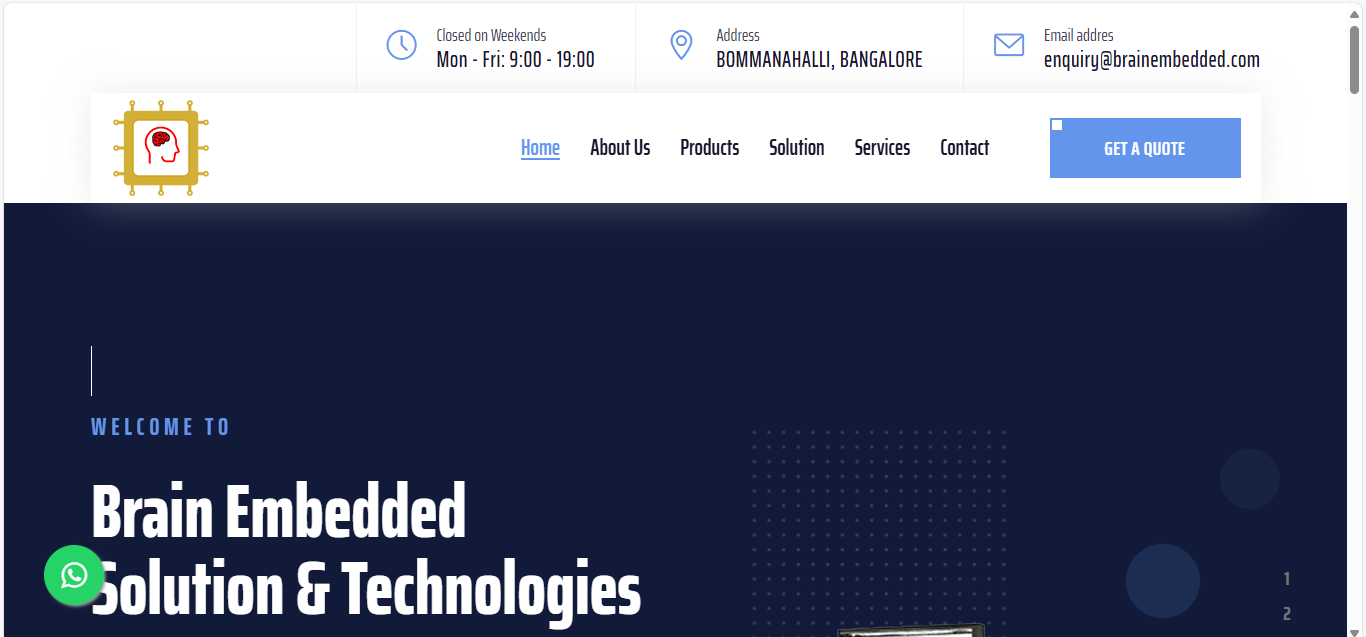 Closed on Weekends
Mon - Fri: 9:00 - 19:00
Address
BOMMANAHALLI, BANGALORE
Email addres
enquiry@brainembedded.com
Home About Us Products Solution Services Contact
GET A QUOTE
WELCOME TO
Brain Embedded
Solution & Technologies
1
2